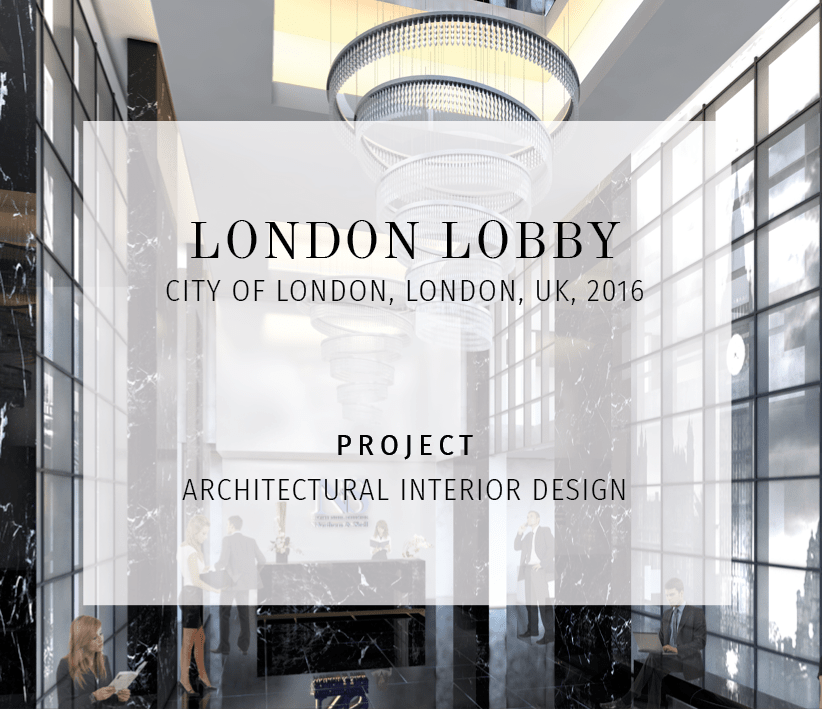 LONDON LOBBY
CITY OF LONDON, LONDON, UK, 2016
PROJECT
ARCHITECTURAL INTERIOR DESIGN